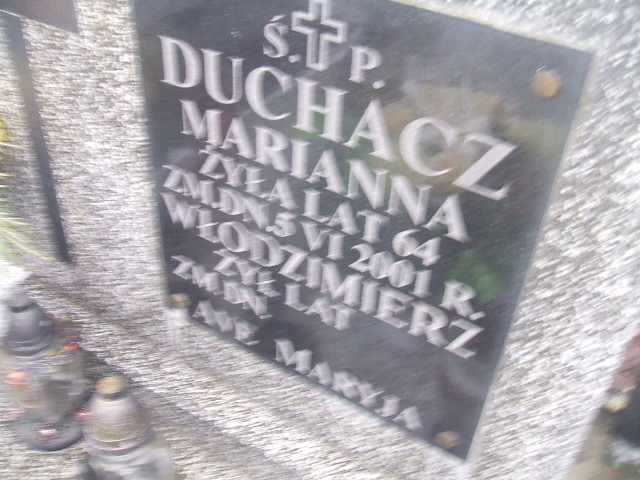 Ś. P.
DUCHACZ
MARIANNA
ŻYŁA LAT 64
ZM.DN.5 VI 2001 R.
WŁODZIMIERZ
ŻYŁ LAT
ZM.DN.
AVE MARYJA